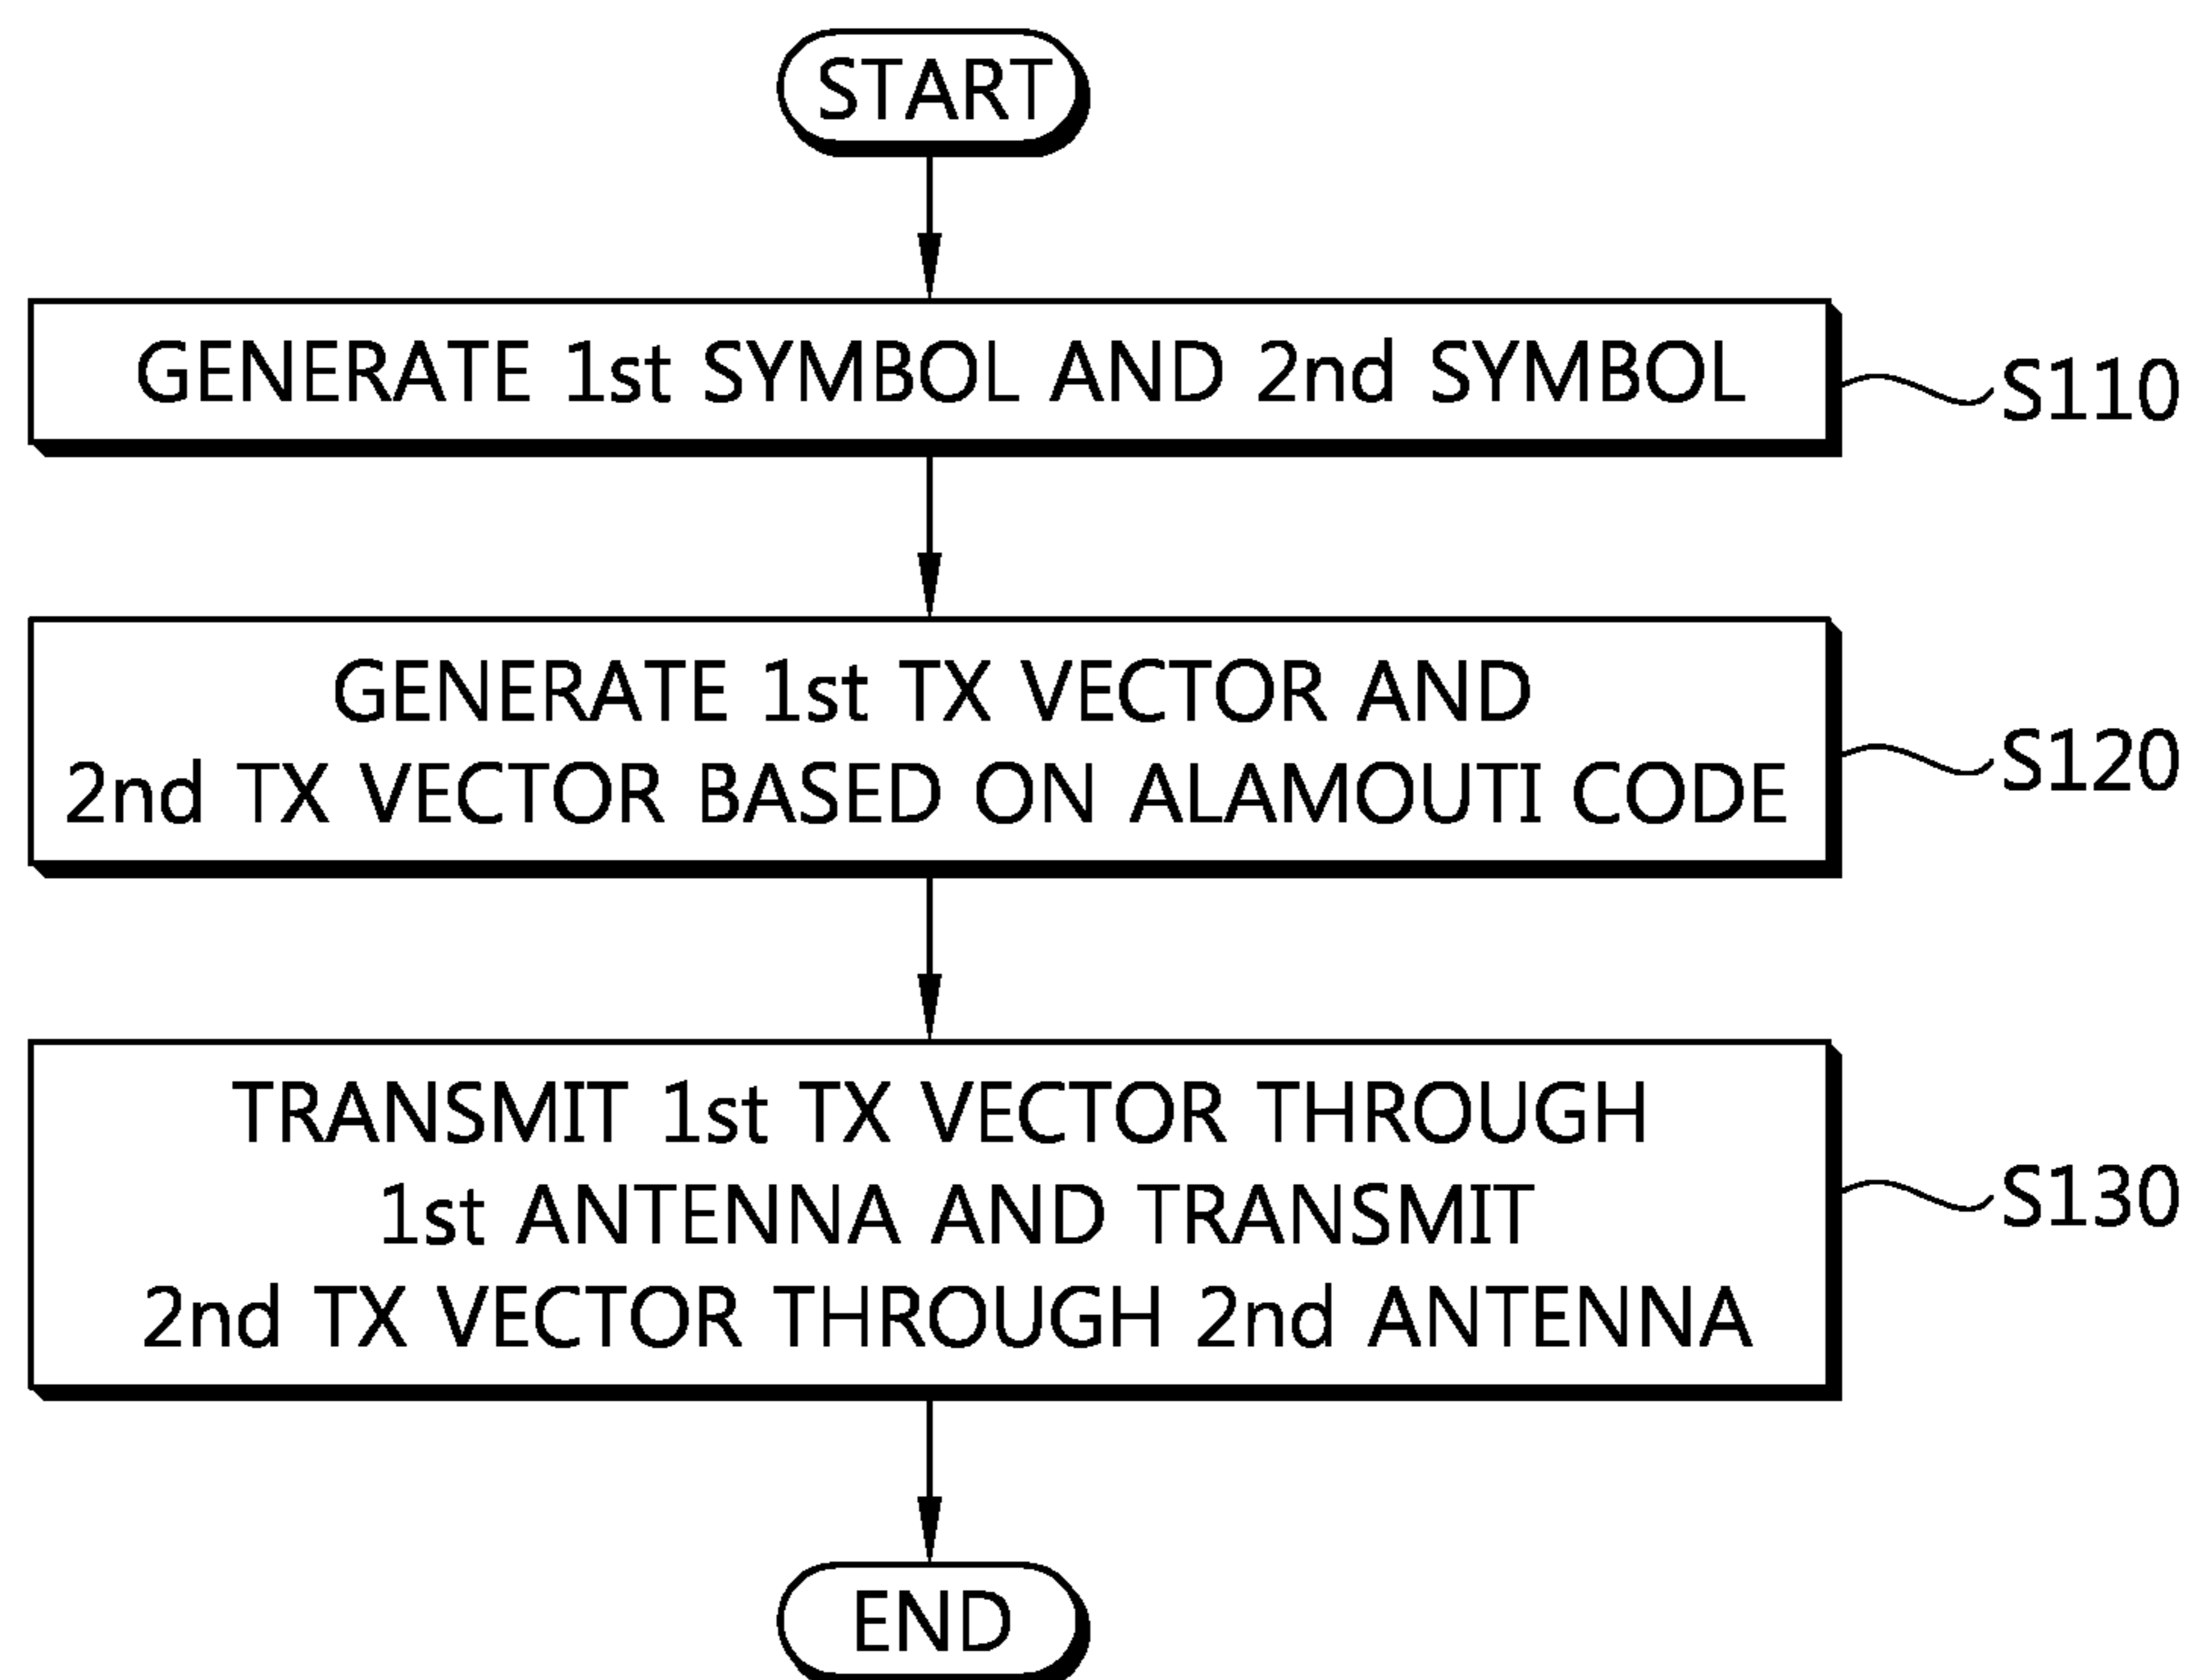 START
GENERATE 1st SYMBOL AND 2nd SYMBOL
S110
GENERATE 1st TX VECTOR AND
2nd TX VECTOR BASED ON ALAMOUTI CODE
S120
TRANSMIT 1st TX VECTOR THROUGH
1st ANTENNA AND TRANSMIT
2nd TX VECTOR THROUGH 2nd ANTENNA
S130
END